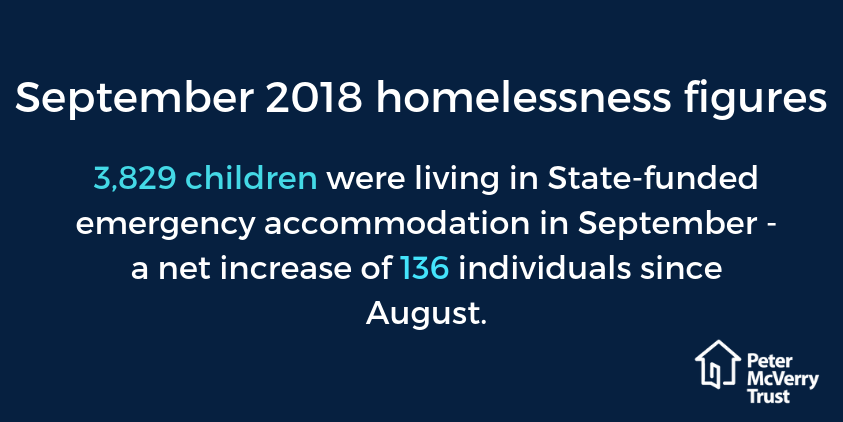 September 2018 homelessness figures
3,829 children were living in State-funded
emergency accommodation in September -
a net increase of 136 individuals since
August.
Peter
McVerry
Trust